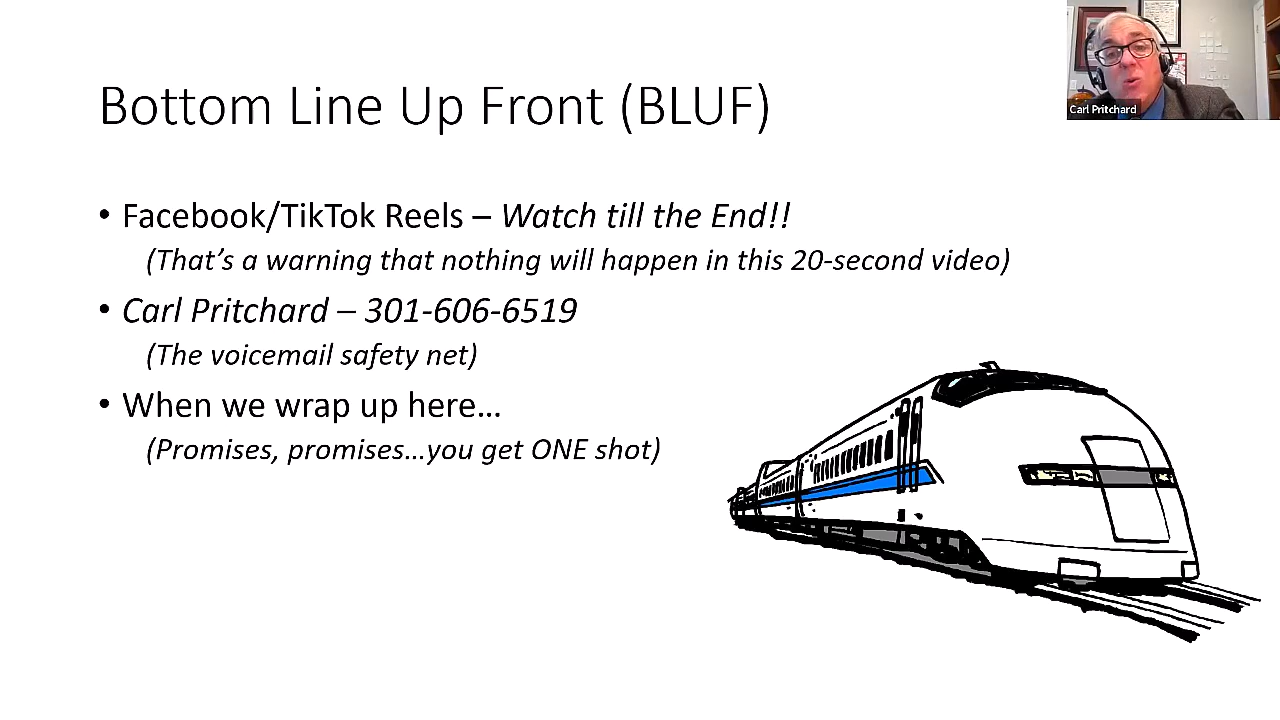 Bottom Line Up Front (BLUF)
Carl Pritchard
• Facebook/TikTok Reels – Watch till the End!!
(That’s a warning that nothing will happen in this 20-second video)
• Carl Pritchard – 301-606-6519
(The voicemail safety net)
• When we wrap up here…
(Promises, promises…you get ONE shot)